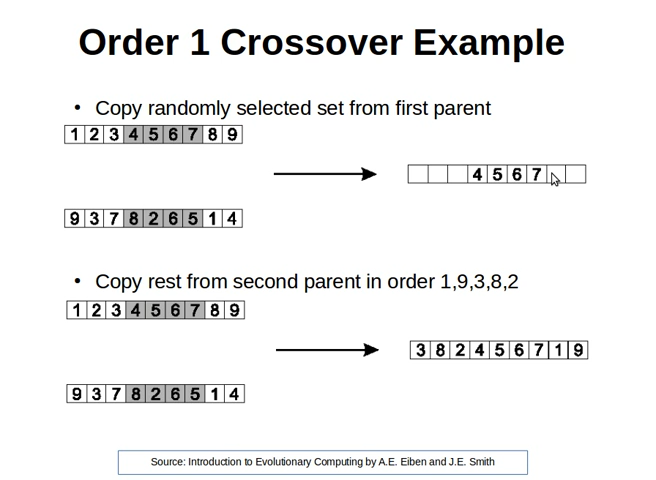 Order 1 Crossover Example
• Copy randomly selected set from first parent
1 2 3 4 5 6 7 8 9
4 5 6 7
9 3 7 8 2 6 5 1 4
• Copy rest from second parent in order 1,9,3,8,2
1 2 3 4 5 6 7 8 9
3 8 2 4 5 6 7 1 9
9 3 7 8 2 6 5 1 4
Source: Introduction to Evolutionary Computing by A.E. Eiben and J.E. Smith